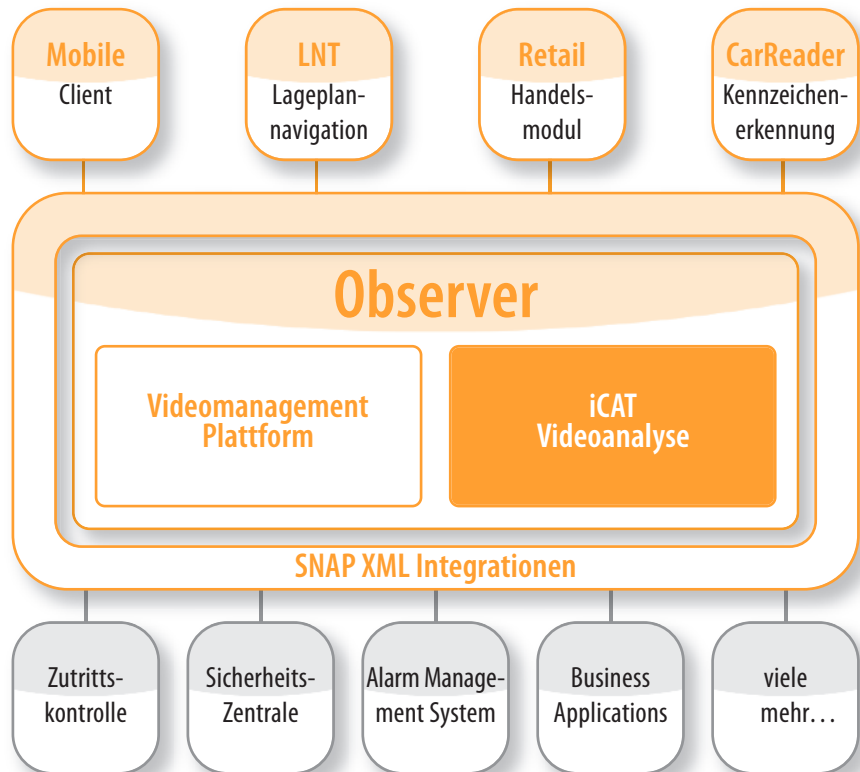 Mobile
Client
LNT
Lageplan-
navigation
Retail
Handels-
modul
CarReader
Kennzeichen-
erkennung
Observer
Videomanagement
Plattform
iCAT
Videoanalyse
SNAP XML Integrationen
Zutritts-
kontrolle
Sicherheits-
Zentrale
Alarm Manage-
ment System
Business
Applications
viele
mehr…